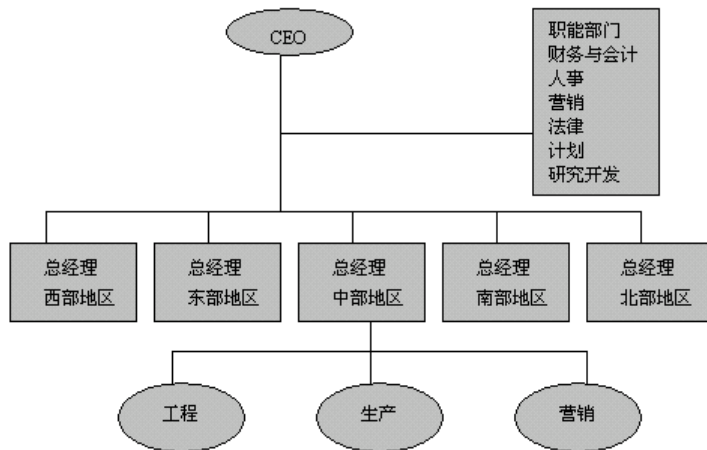 CEO
职能部门
财务与会计
人事
营销
法律
计划
研究开发
总经理
西部地区
总经理
东部地区
总经理
中部地区
总经理
南部地区
总经理
北部地区
工程
生产
营销